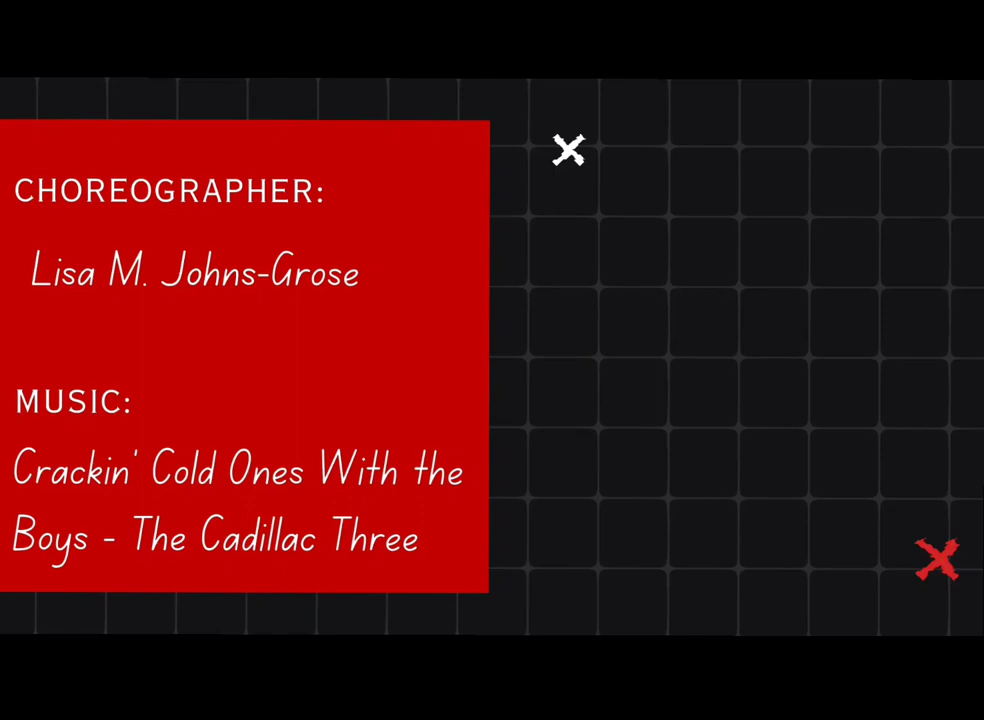 CHOREOGRAPHER:
Lisa M. Johns-Grose
MUSIC:
Crackin' Cold Ones With the
Boys - The Cadillac Three